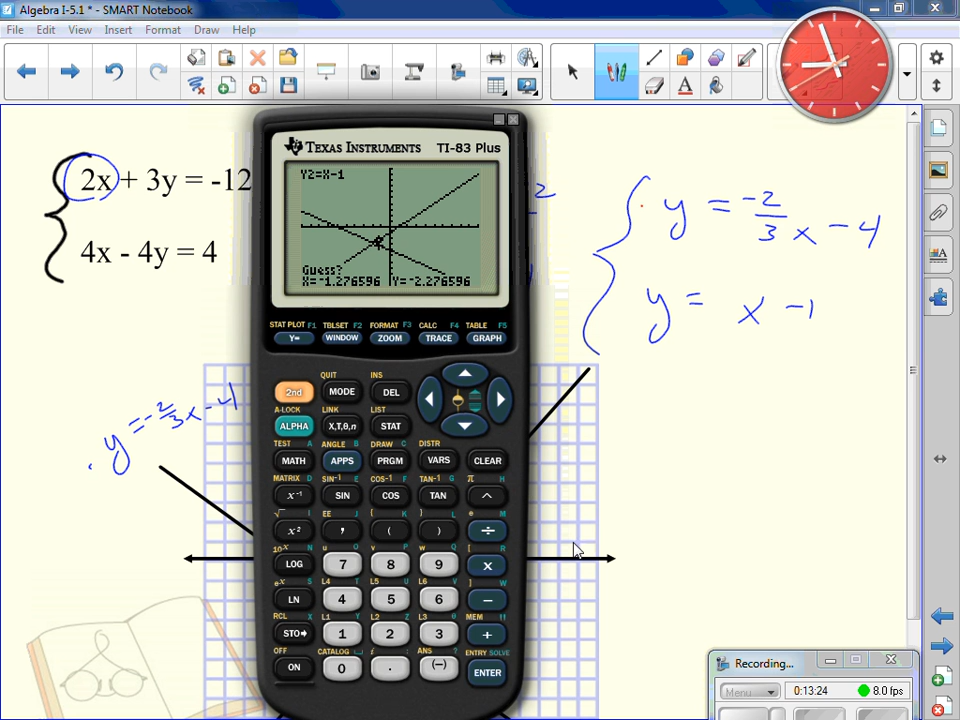 Algebra I-5.1 * - SMART Notebook
File Edit View Insert Format Draw Help
2x + 3y = -12
4x - 4y = 4
y = -2/3 x - 4
y = x - 1
y = -2/3 x - 4
2
TEXAS INSTRUMENTS TI-83 Plus
Y2=X-1
Guess?
X=-1.276596 Y=-2.276596
STAT PLOT F1 TBLSET F2 FORMAT F3 CALC F4 TABLE F5
Y= WINDOW ZOOM TRACE GRAPH
QUIT INS
2nd MODE DEL
A-LOCK LINK LIST
ALPHA X,T,θ,n STAT
TEST A ANGLE B DRAW C DISTR
MATH APPS PRGM VARS CLEAR
MATRIX D SIN⁻¹ E COS⁻¹ F TAN⁻¹ G π H
x⁻¹ SIN COS TAN ^
√ I EE J { K } L e M
x² , ( ) ÷
10ˣ N u O v P w Q [ R
LOG 7 8 9 ×
eˣ S L4 T L5 U L6 V ] W
LN 4 5 6 −
RCL X L1 Y L2 Z L3 θ MEM "
STO 1 2 3 +
OFF CATALOG i : ANS ? ENTRY SOLVE
ON 0 . (−) ENTER
Recording...
Menu 0:13:24 8.0 fps